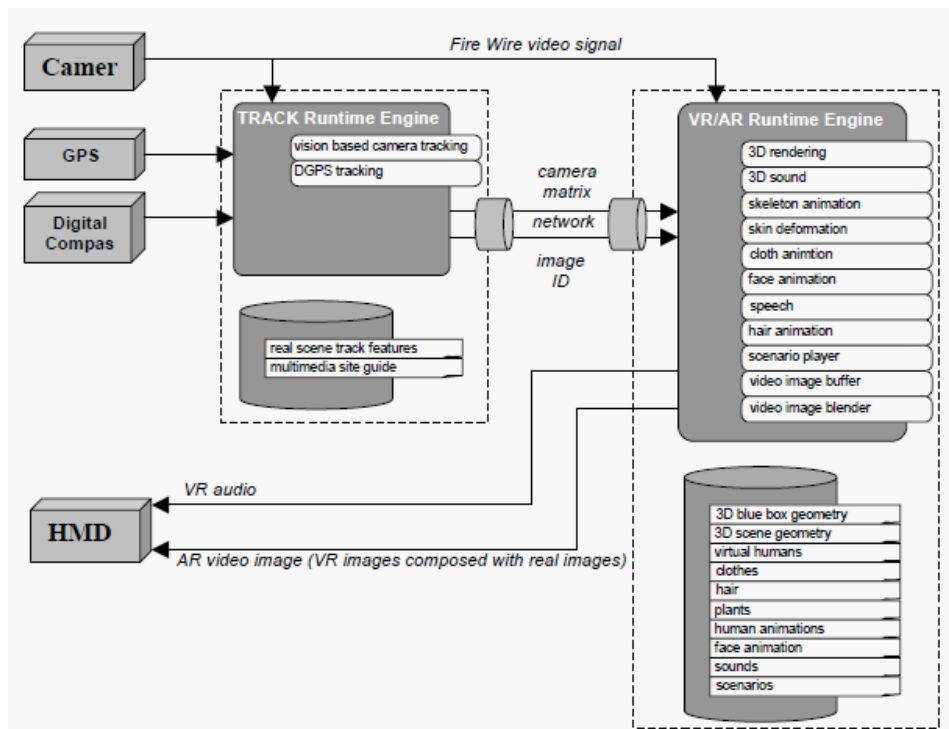 Fire Wire video signal
Camer
GPS
Digital
Compas
TRACK Runtime Engine
vision based camera tracking
DGPS tracking
camera
matrix
network
image
ID
real scene track features
multimedia site guide
VR/AR Runtime Engine
3D rendering
3D sound
skeleton animation
skin deformation
cloth animtion
face animation
speech
hair animation
scenario player
video image buffer
video image blender
VR audio
HMD
AR video image (VR images composed with real images)
3D blue box geometry
3D scene geometry
virtual humans
clothes
hair
plants
human animations
face animation
sounds
scenarios